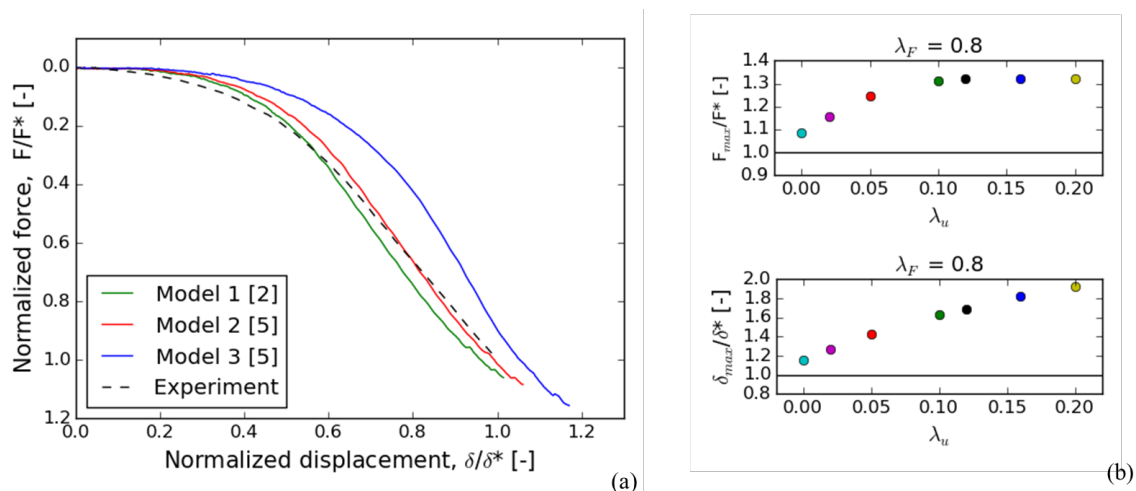 0.0
0.2
0.4
0.6
0.8
1.0
1.2
Normalized force, F/F* [-]
Model 1 [2]
Model 2 [5]
Model 3 [5]
Experiment
0.0 0.2 0.4 0.6 0.8 1.0 1.2
Normalized displacement, δ/δ* [-]
(a)
λ_F = 0.8
1.4
1.3
1.2
1.1
1.0
0.9
F_max/F* [-]
0.00 0.05 0.10 0.15 0.20
λ_u
λ_F = 0.8
2.0
1.8
1.6
1.4
1.2
1.0
0.8
δ_max/δ* [-]
0.00 0.05 0.10 0.15 0.20
λ_u
(b)